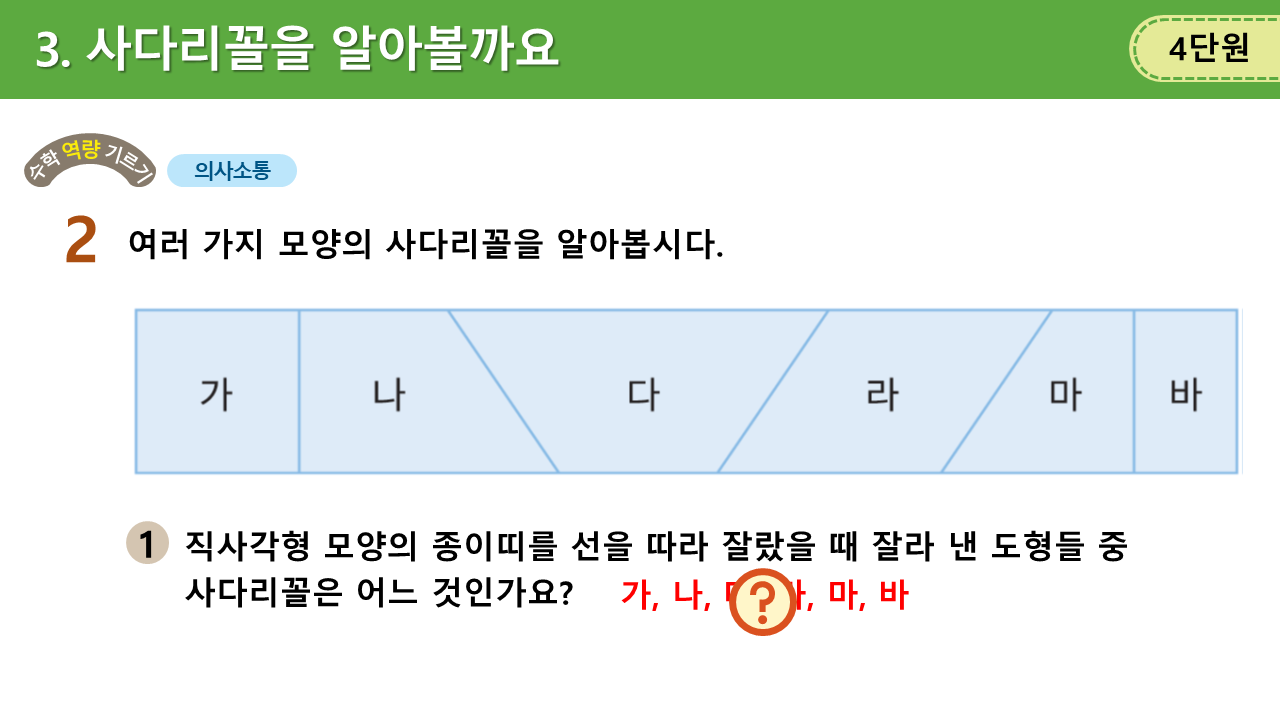 3. 사다리꼴을 알아볼까요
4단원
수학 역량 기르기
의사소통
2 여러 가지 모양의 사다리꼴을 알아봅시다.
가 나 다 라 마 바
1 직사각형 모양의 종이띠를 선을 따라 잘랐을 때 잘라 낸 도형들 중
사다리꼴은 어느 것인가요? 가, 나, 마, 바
?